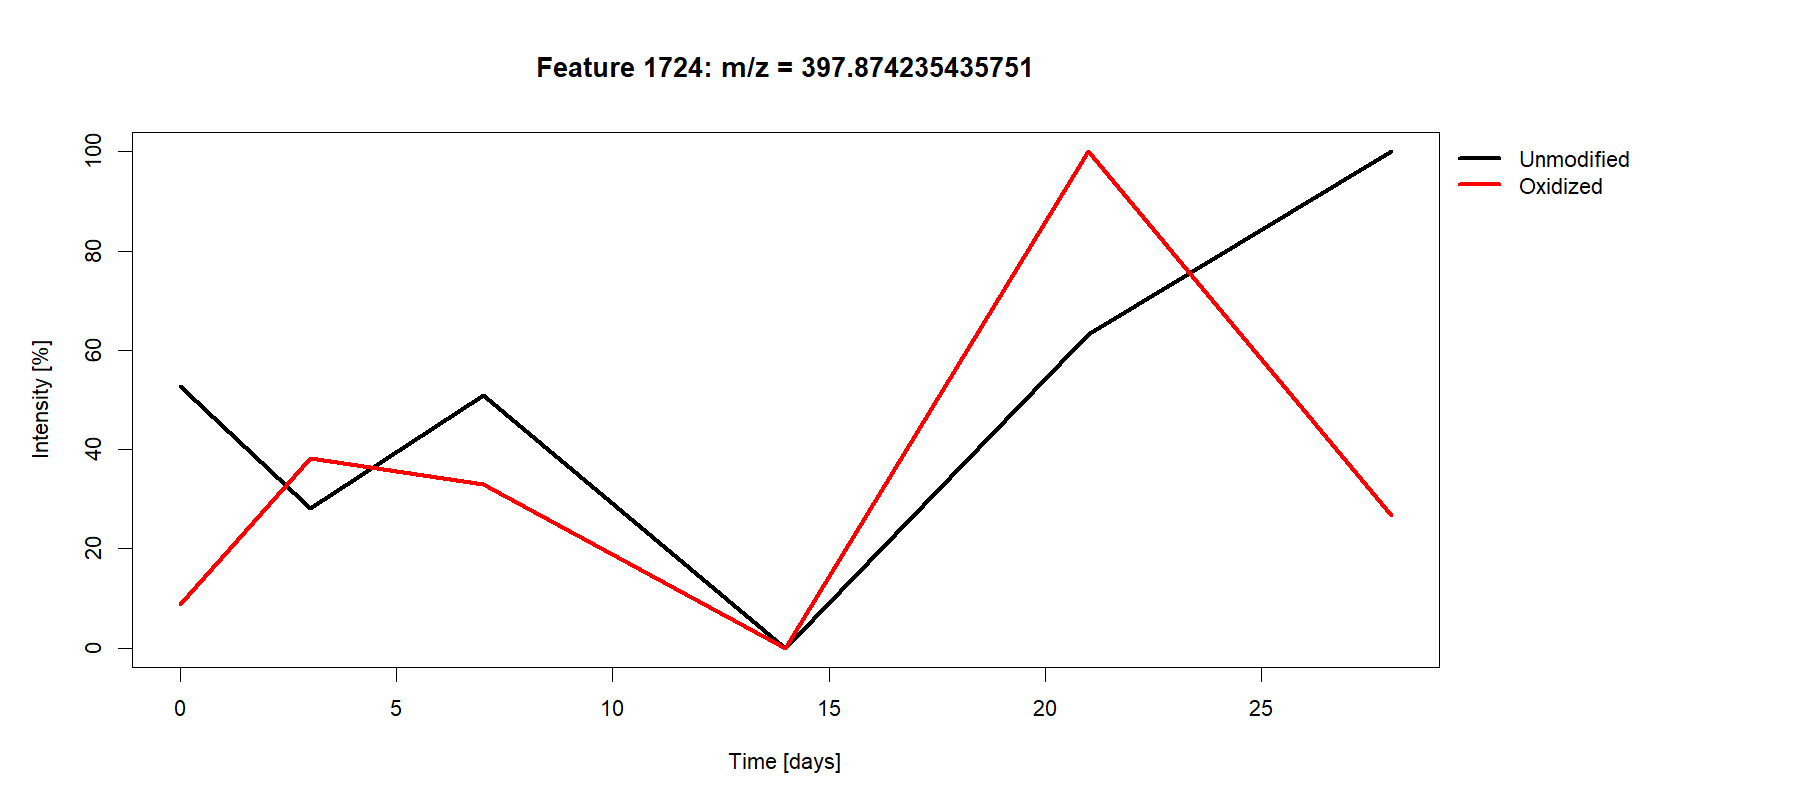 Feature 1724: m/z = 397.874235435751
Unmodified
Oxidized
Intensity [%]
100
80
60
40
20
0
0 5 10 15 20 25
Time [days]